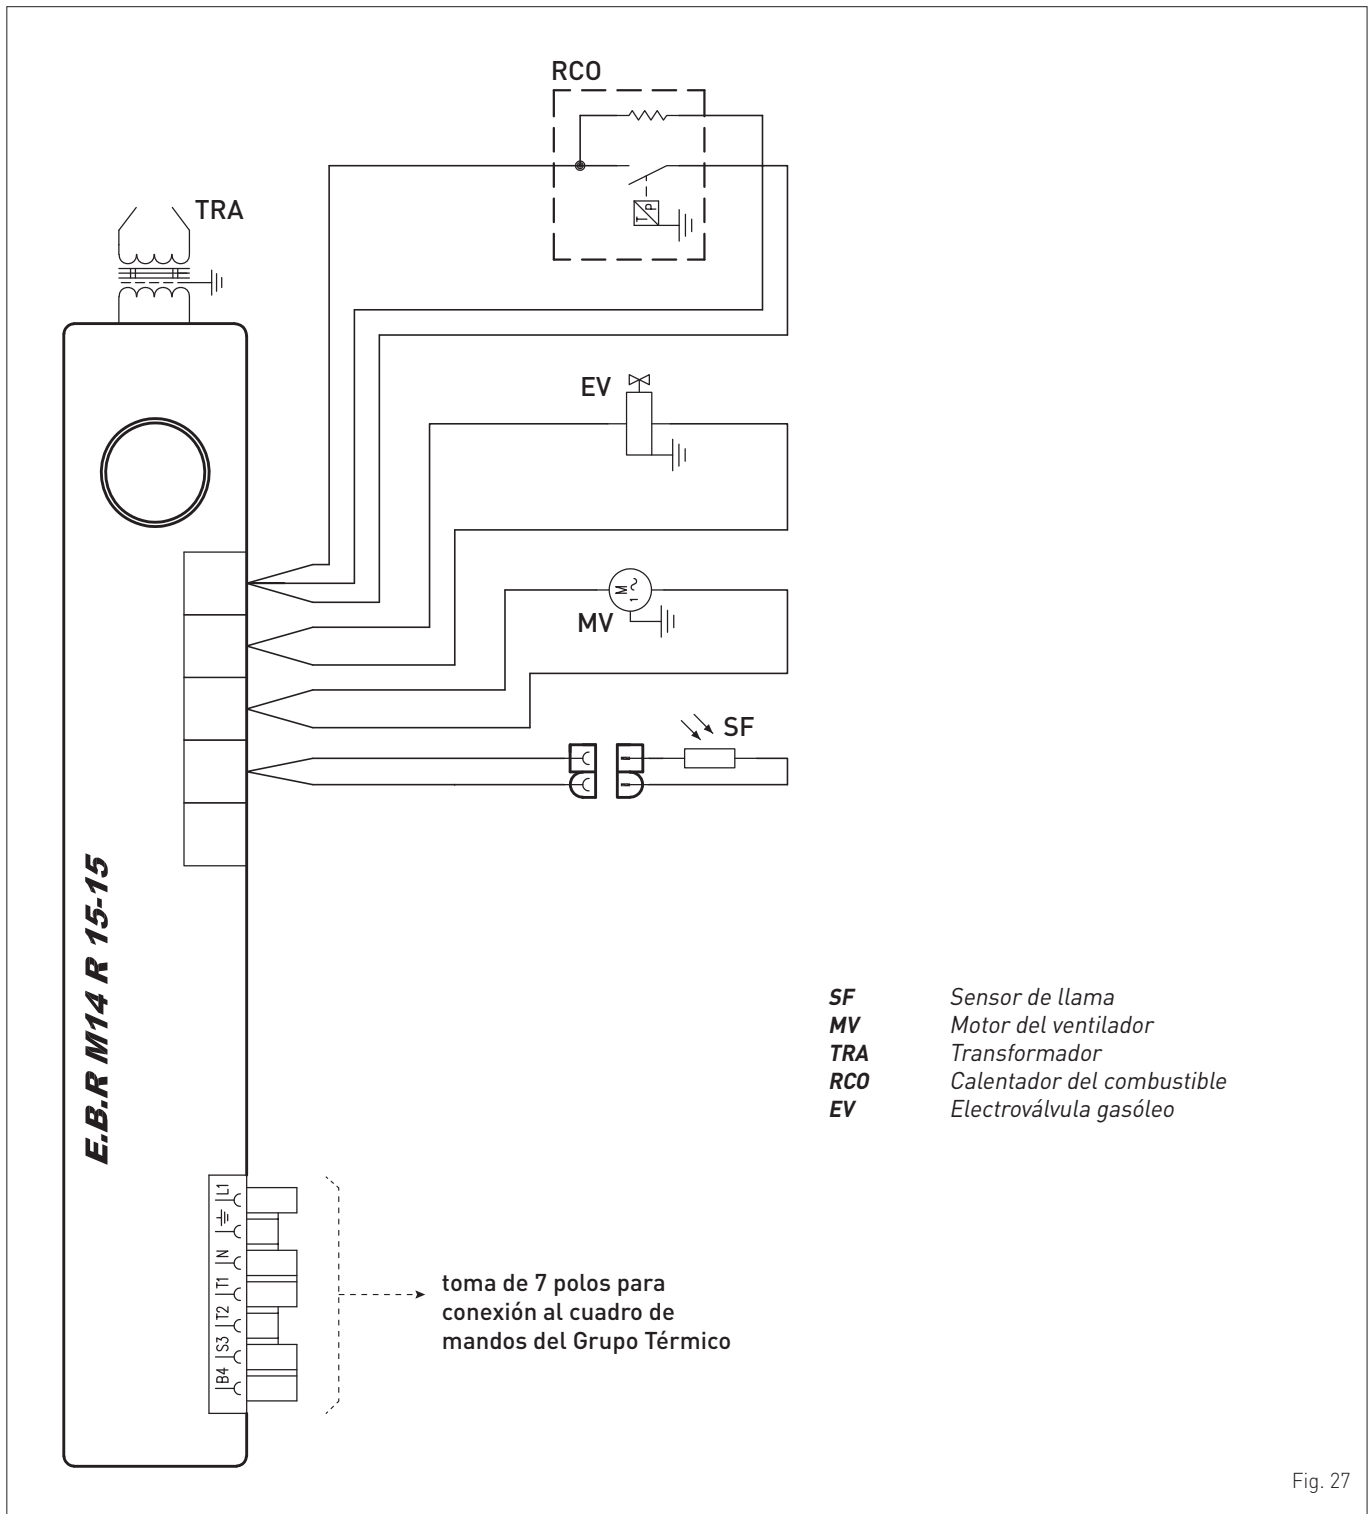 RCO
TRA
T
P
EV
M
1
MV
SF
E.B.R M14 R 15-15
SF Sensor de llama
MV Motor del ventilador
TRA Transformador
RCO Calentador del combustible
EV Electroválvula gasóleo
L1
N
T1
T2
S3
B4
toma de 7 polos para
conexión al cuadro de
mandos del Grupo Térmico
Fig. 27